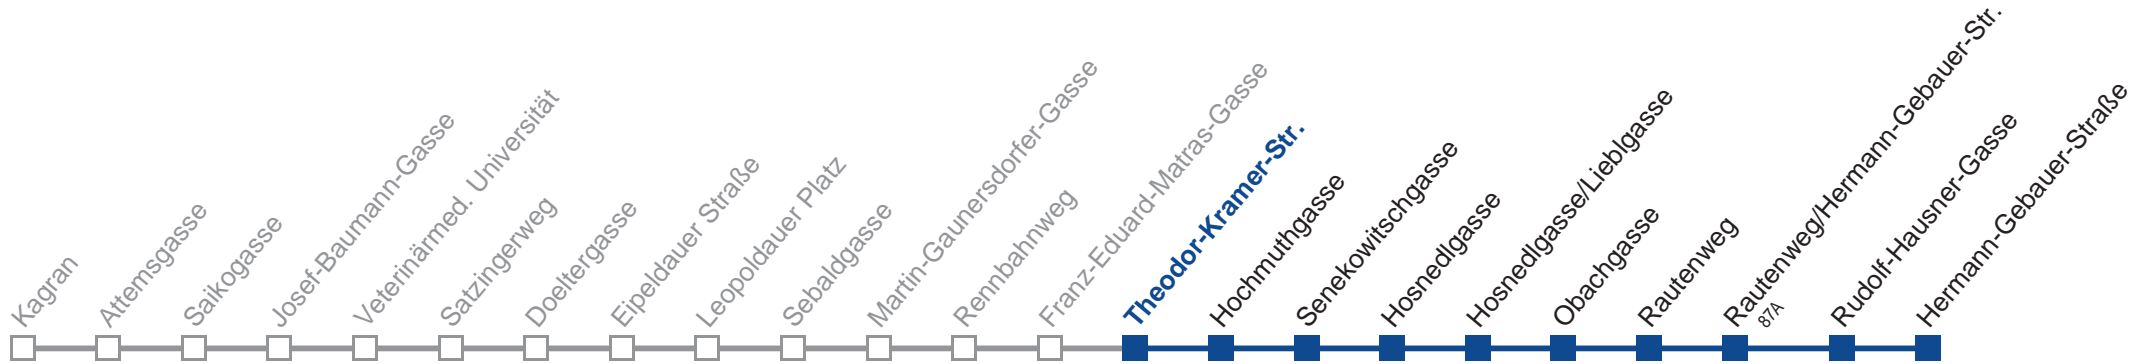 Kagran
Attemsgasse
Saikogasse
Josef-Baumann-Gasse
Veterinärmed. Universität
Satzingerweg
Doeltergasse
Eipeldauer Straße
Leopoldauer Platz
Sebaldgasse
Martin-Gaunersdorfer-Gasse
Rennbahnweg
Franz-Eduard-Matras-Gasse
Theodor-Kramer-Str.
Hochmuthgasse
Senekowitschgasse
Hosnedlgasse
Hosnedlgasse/Lieblgasse
Obachgasse
Rautenweg
Rautenweg/Hermann-Gebauer-Str.
87A
Rudolf-Hausner-Gasse
Hermann-Gebauer-Straße